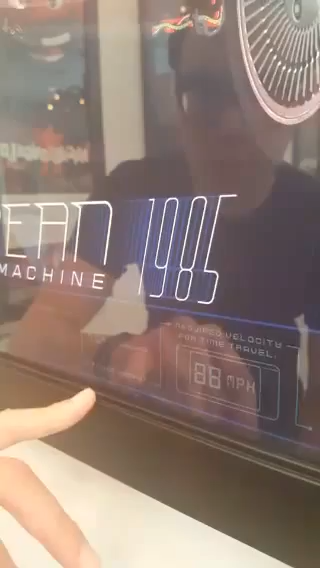 EAN 1985
MACHINE
REQUIRED VELOCITY
FOR TIME TRAVEL:
88 MPH